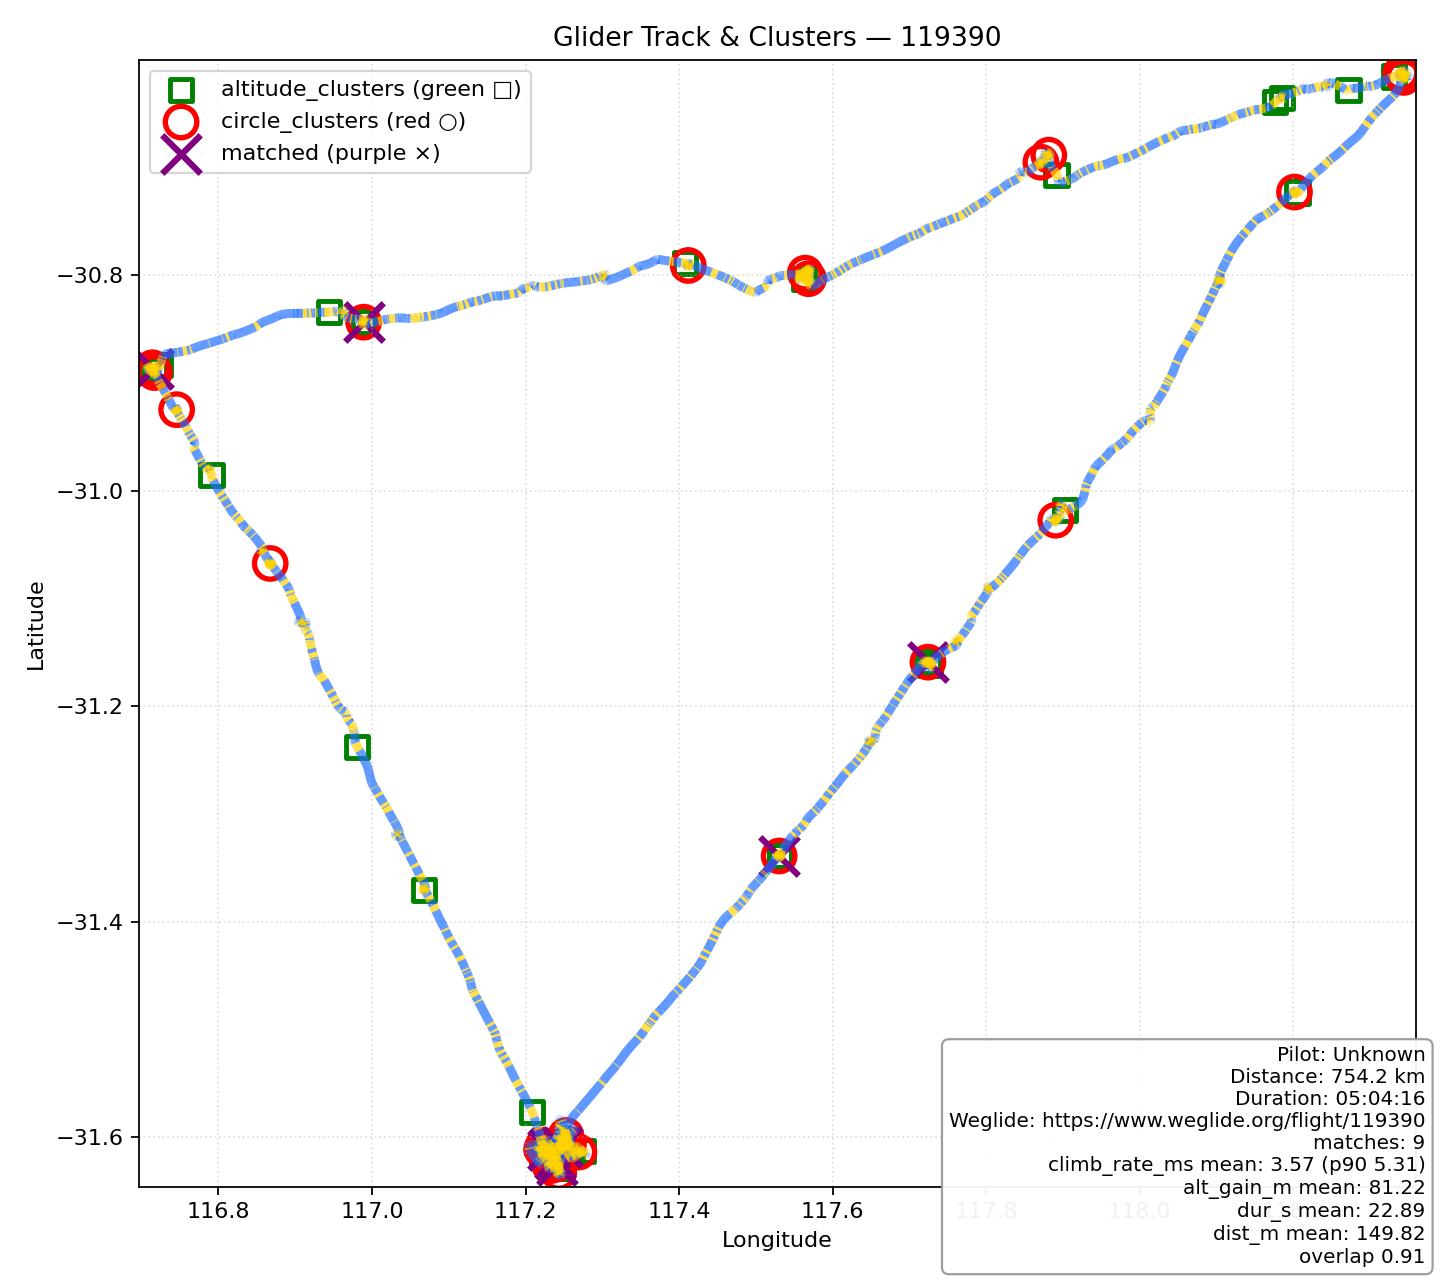 Glider Track & Clusters — 119390
altitude_clusters (green □)
circle_clusters (red ○)
matched (purple ×)
Latitude
−30.8
−31.0
−31.2
−31.4
−31.6
116.8
117.0
117.2
117.4
117.6
117.8
118.0
Longitude
Pilot: Unknown
Distance: 754.2 km
Duration: 05:04:16
Weglide: https://www.weglide.org/flight/119390
matches: 9
climb_rate_ms mean: 3.57 (p90 5.31)
alt_gain_m mean: 81.22
dur_s mean: 22.89
dist_m mean: 149.82
overlap 0.91